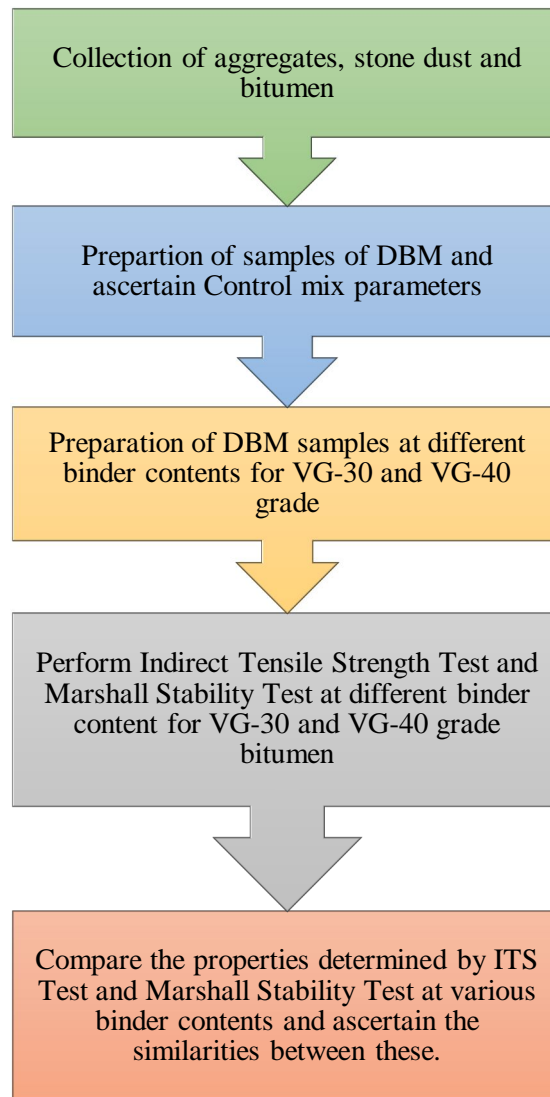 Collection of aggregates, stone dust and
bitumen
Prepartion of samples of DBM and
ascertain Control mix parameters
Preparation of DBM samples at different
binder contents for VG-30 and VG-40
grade
Perform Indirect Tensile Strength Test and
Marshall Stability Test at different binder
content for VG-30 and VG-40 grade
bitumen
Compare the properties determined by ITS
Test and Marshall Stability Test at various
binder contents and ascertain the
similarities between these.